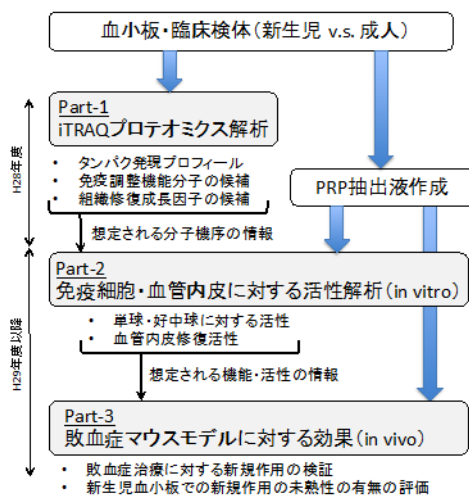 血小板・臨床検体(新生児 v.s. 成人)
Part-1
iTRAQプロテオミクス解析
・ タンパク発現プロフィール
・ 免疫調整機能分子の候補
・ 組織修復成長因子の候補
H28年度
PRP抽出液作成
想定される分子機序の情報
Part-2
免疫細胞・血管内皮に対する活性解析(in vitro)
・ 単球・好中球に対する活性
・ 血管内皮修復活性
H29年度以降
想定される機能・活性の情報
Part-3
敗血症マウスモデルに対する効果(in vivo)
・ 敗血症治療に対する新規作用の検証
・ 新生児血小板での新規作用の未熟性の有無の評価